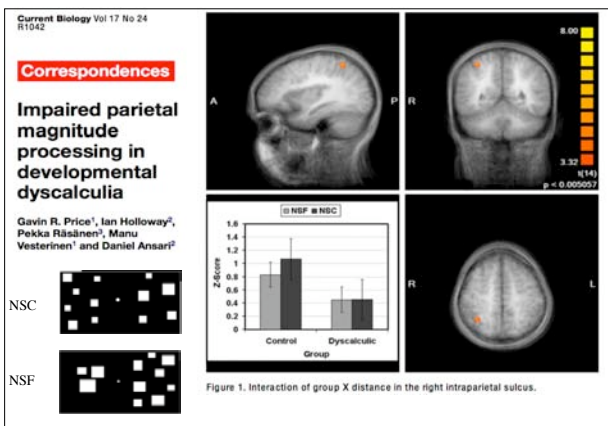 Current Biology Vol 17 No 24
R1042
Correspondences
Impaired parietal
magnitude
processing in
developmental
dyscalculia
Gavin R. Price¹, Ian Holloway²,
Pekka Räsänen³, Manu
Vesterinen¹ and Daniel Ansari²
NSC
NSF
A
P
R
8.00
3.32
t(14)
p < 0.005057
NSF NSC
Z-Score
1.6
1.4
1.2
1
0.8
0.6
0.4
0.2
0
Control Dyscalculic
Group
R
L
Figure 1. Interaction of group X distance in the right intraparietal sulcus.